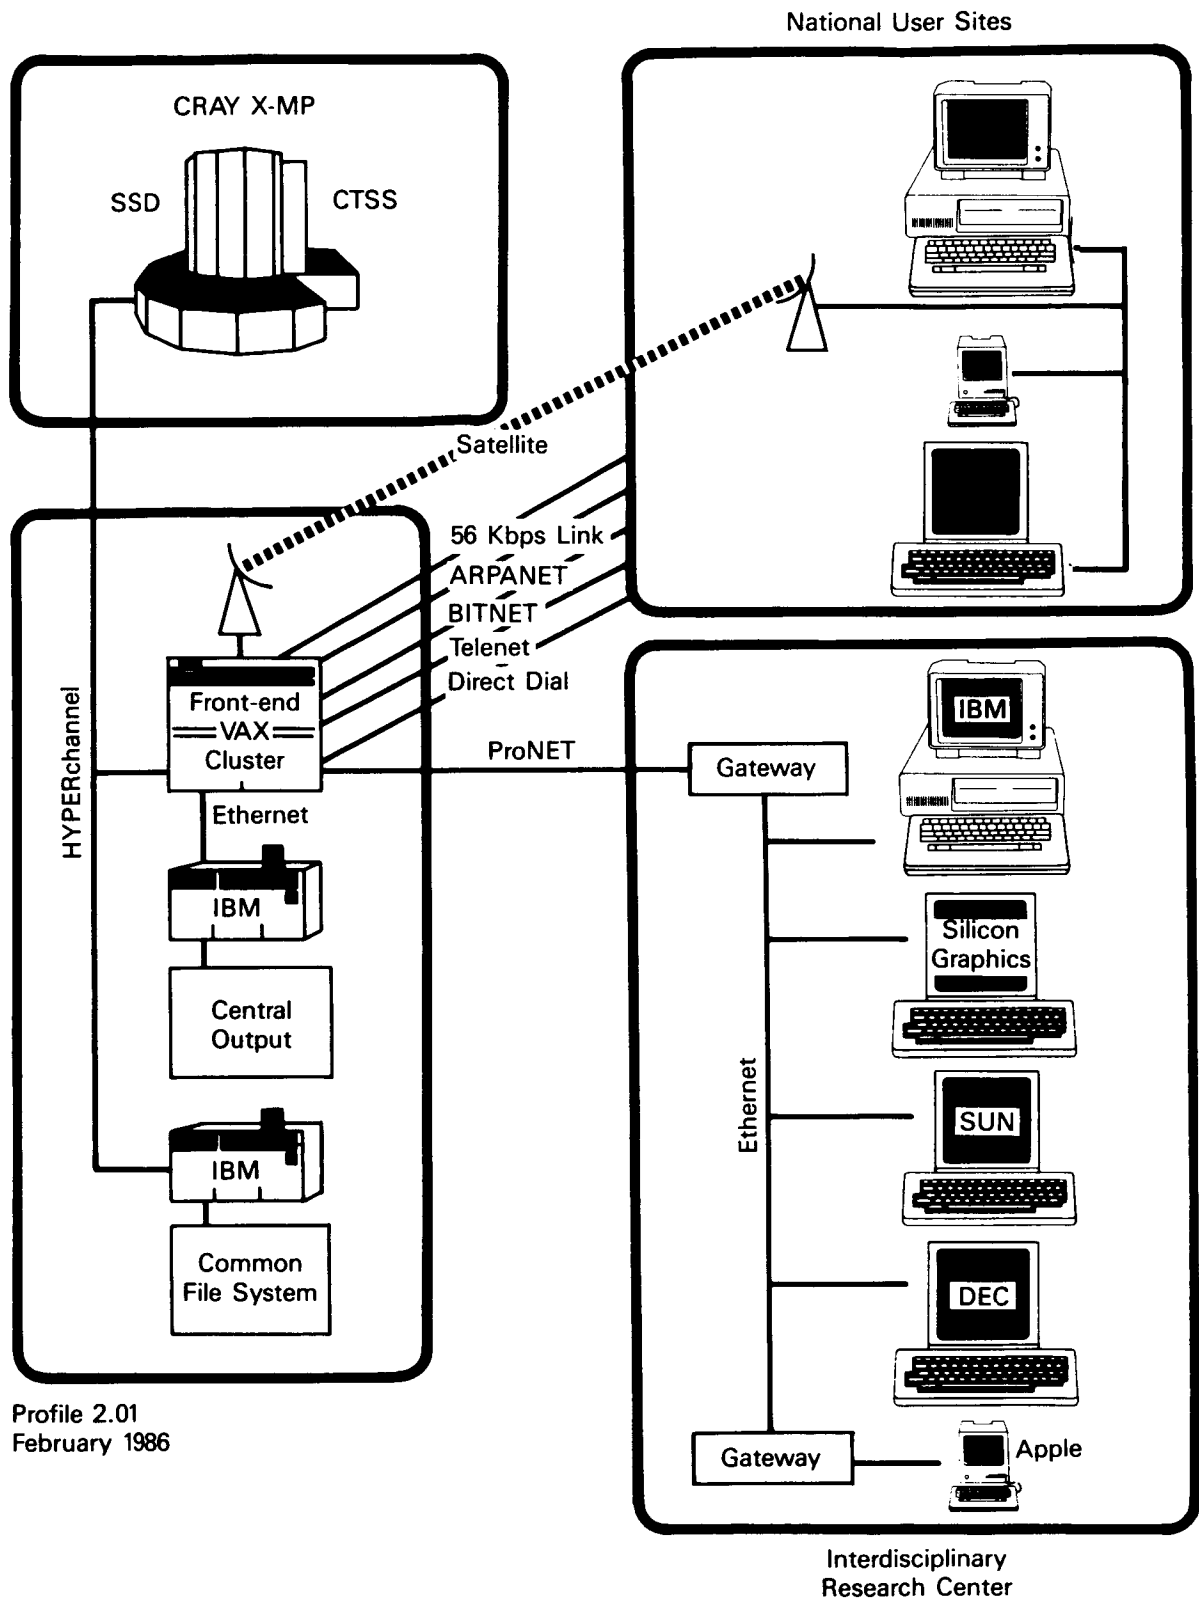 National User Sites
CRAY X-MP
SSD
CTSS
Satellite
56 Kbps Link
ARPANET
BITNET
Telenet
Direct Dial
HYPERchannel
Front-end
VAX
Cluster
Ethernet
IBM
Central
Output
IBM
Common
File System
ProNET
Gateway
Ethernet
IBM
Silicon
Graphics
SUN
DEC
Gateway
Apple
Profile 2.01
February 1986
Interdisciplinary
Research Center